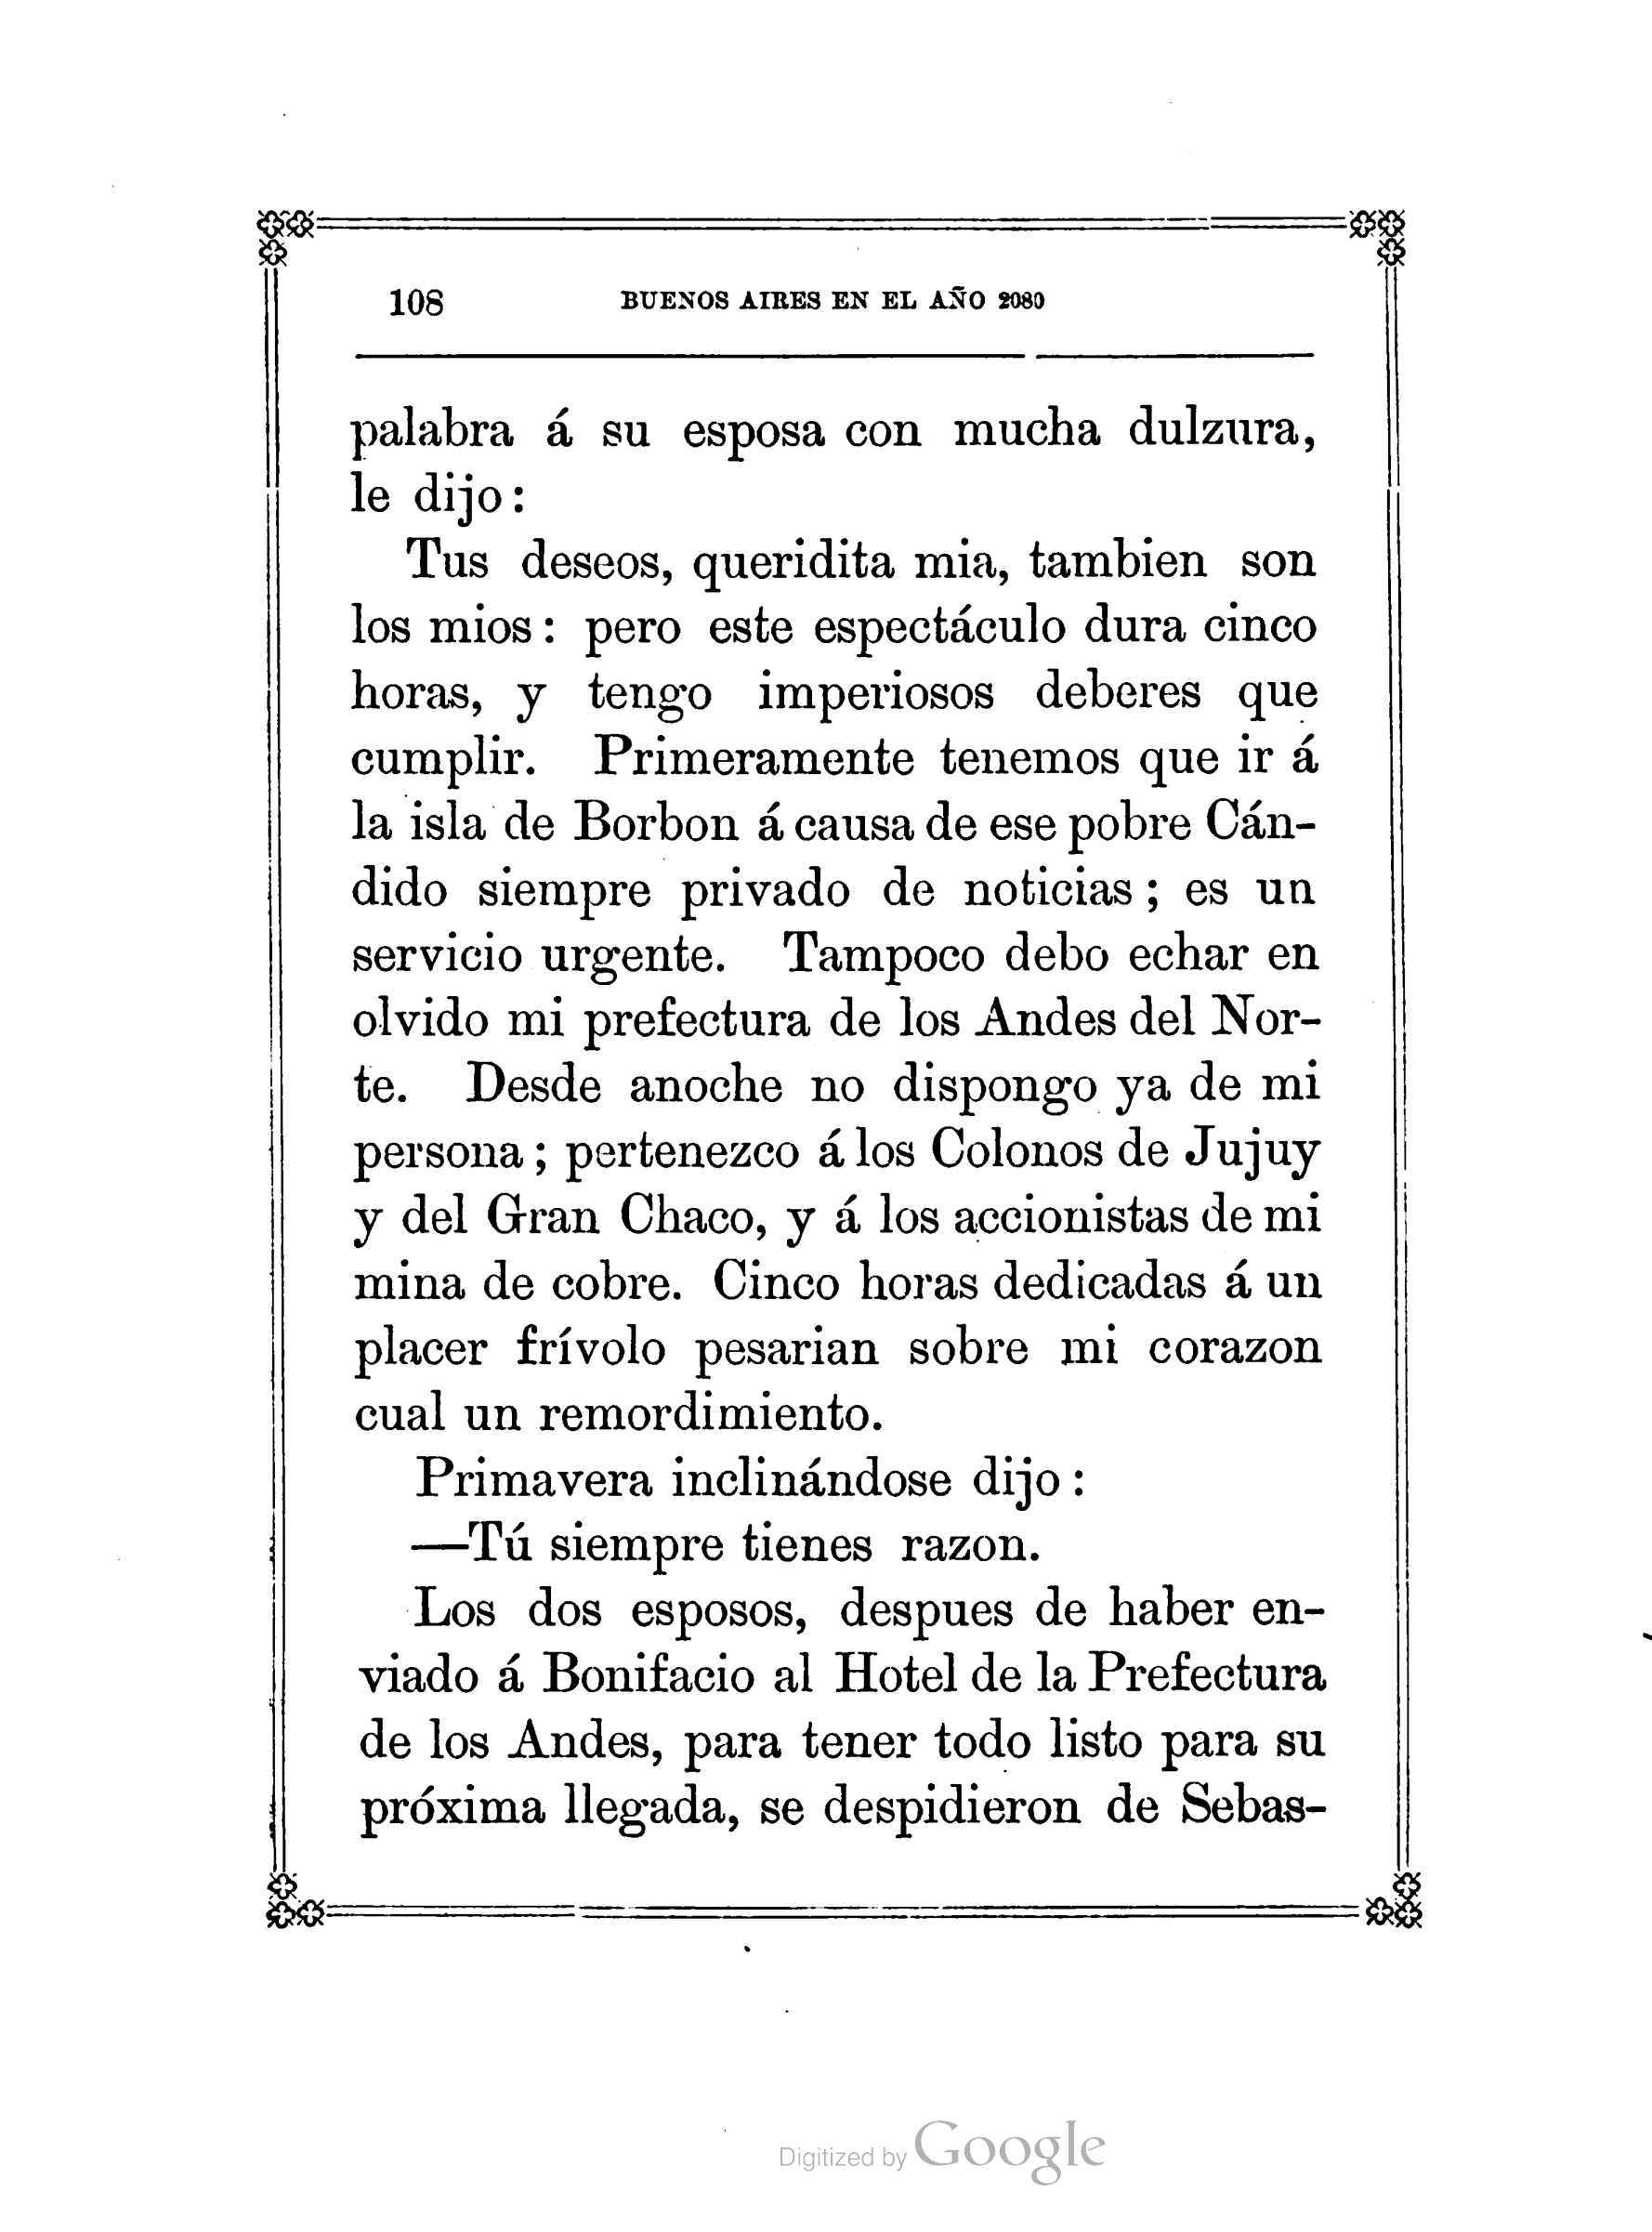 108 BUENOS AIRES EN EL AÑO 2080
palabra á su esposa con mucha dulzura,
le dijo:
Tus deseos, queridita mia, tambien son
los mios: pero este espectáculo dura cinco
horas, y tengo imperiosos deberes que
cumplir. Primeramente tenemos que ir á
la isla de Borbon á causa de ese pobre Cán-
dido siempre privado de noticias; es un
servicio urgente. Tampoco debo echar en
olvido mi prefectura de los Andes del Nor-
te. Desde anoche no dispongo ya de mi
persona; pertenezco á los Colonos de Jujuy
y del Gran Chaco, y á los accionistas de mi
mina de cobre. Cinco horas dedicadas á un
placer frívolo pesarian sobre mi corazon
cual un remordimiento.
Primavera inclinándose dijo:
—Tú siempre tienes razon.
Los dos esposos, despues de haber en-
viado á Bonifacio al Hotel de la Prefectura
de los Andes, para tener todo listo para su
próxima llegada, se despidieron de Sebas-
Digitized by Google